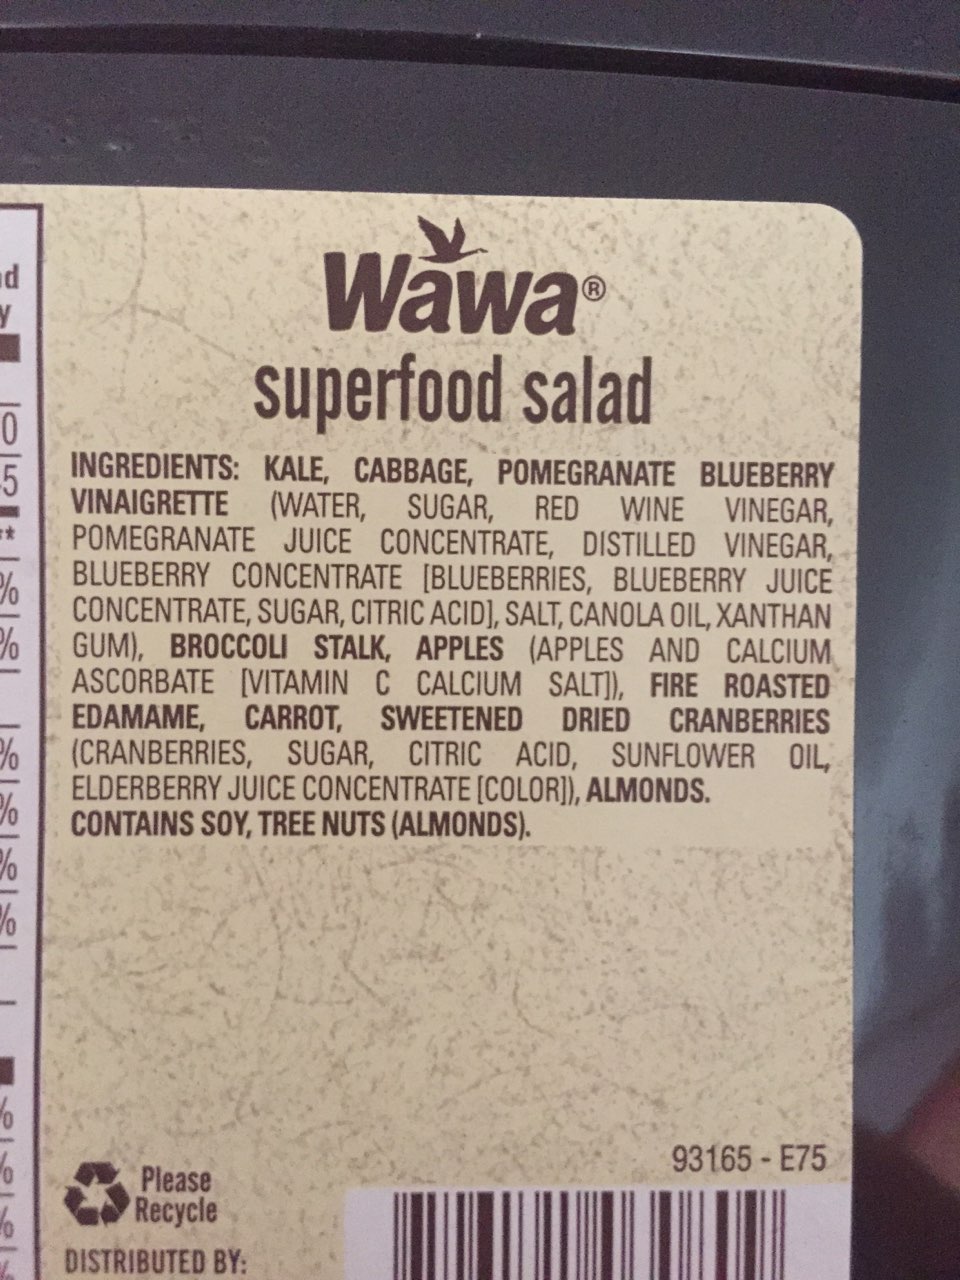 Wawa®
superfood salad
INGREDIENTS: KALE, CABBAGE, POMEGRANATE BLUEBERRY
VINAIGRETTE (WATER, SUGAR, RED WINE VINEGAR,
POMEGRANATE JUICE CONCENTRATE, DISTILLED VINEGAR,
BLUEBERRY CONCENTRATE [BLUEBERRIES, BLUEBERRY JUICE
CONCENTRATE, SUGAR, CITRIC ACID], SALT, CANOLA OIL, XANTHAN
GUM), BROCCOLI STALK, APPLES (APPLES AND CALCIUM
ASCORBATE [VITAMIN C CALCIUM SALT]), FIRE ROASTED
EDAMAME, CARROT, SWEETENED DRIED CRANBERRIES
(CRANBERRIES, SUGAR, CITRIC ACID, SUNFLOWER OIL,
ELDERBERRY JUICE CONCENTRATE [COLOR]), ALMONDS.
CONTAINS SOY, TREE NUTS (ALMONDS).
93165 - E75
Please
Recycle
DISTRIBUTED BY: